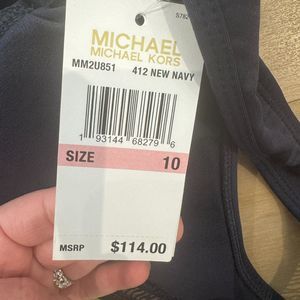 MICHAEL
MICHAEL KORS
MM2U851 412 NEW NAVY
1 93144 68279 6
SIZE 10
MSRP $114.00